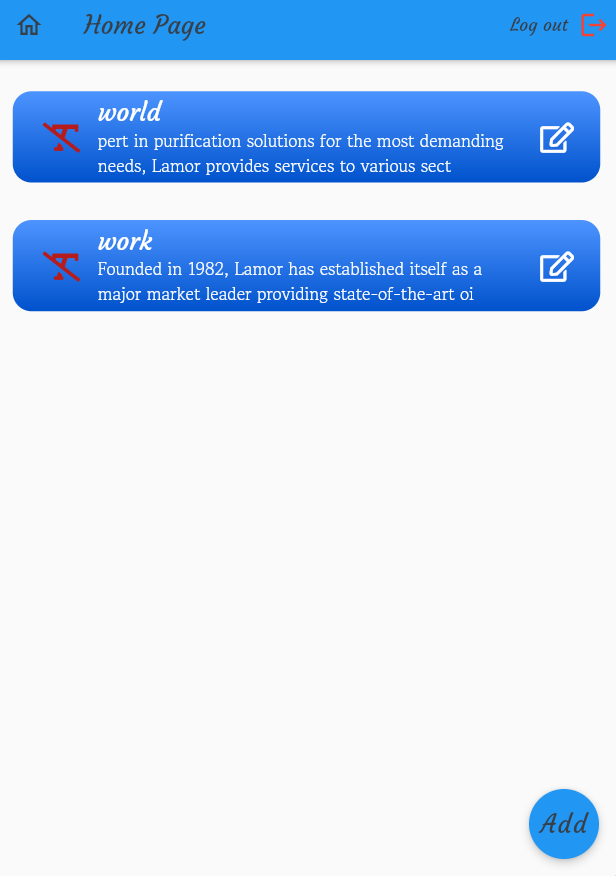 Home Page
Log out
world
pert in purification solutions for the most demanding
needs, Lamor provides services to various sect
work
Founded in 1982, Lamor has established itself as a
major market leader providing state-of-the-art oi
Add